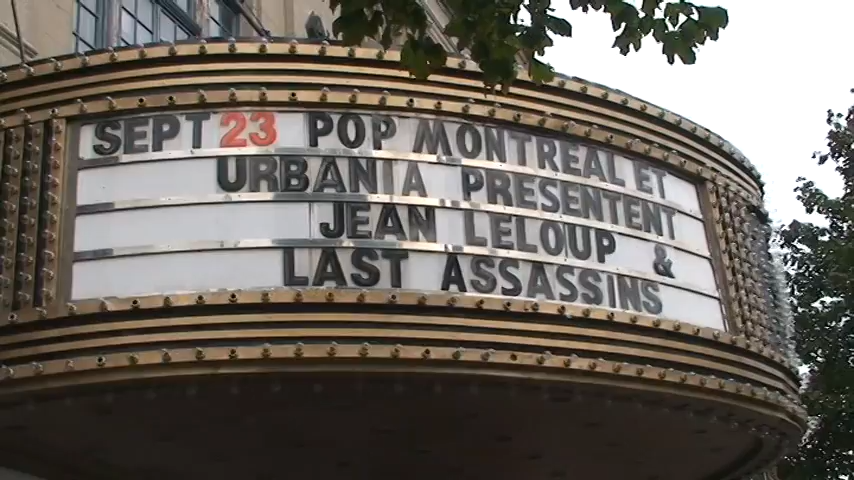 SEPT 23 POP MONTREAL ET
URBANIA PRESENTENT
JEAN LELOUP &
LAST ASSASSINS